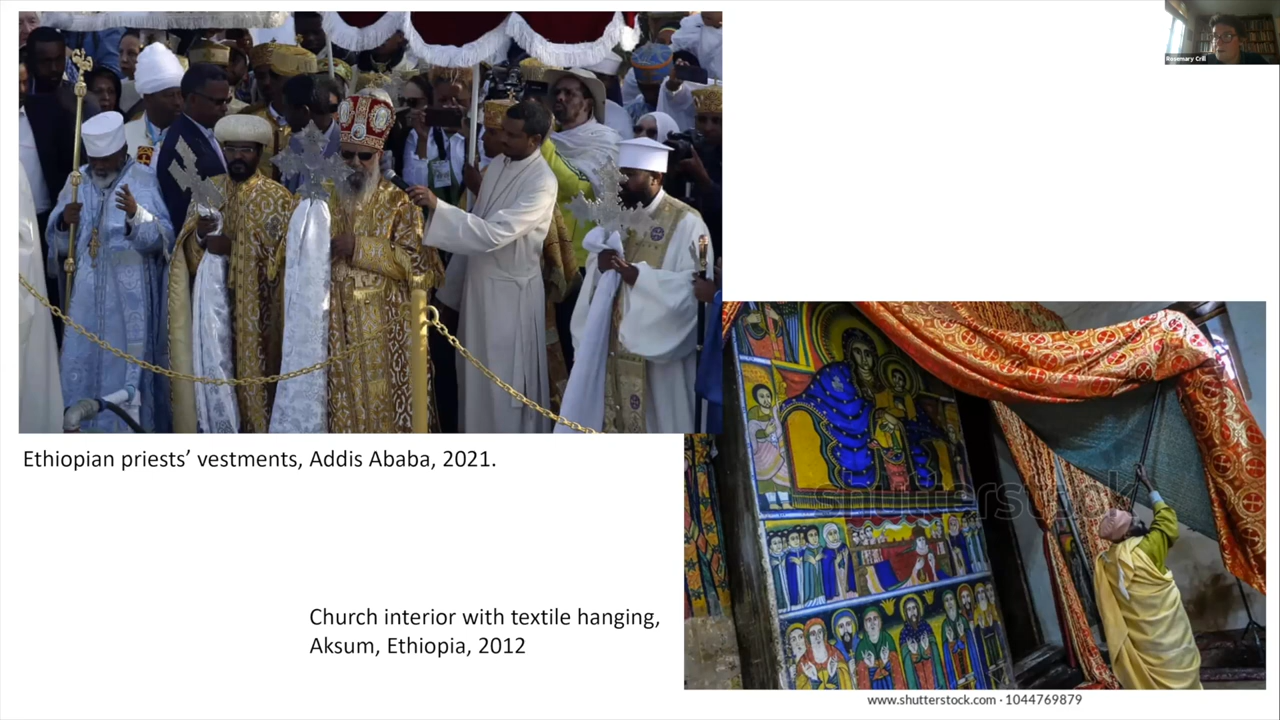 Rosemary Crill
Ethiopian priests’ vestments, Addis Ababa, 2021.
shutterstock
Church interior with textile hanging,
Aksum, Ethiopia, 2012
www.shutterstock.com · 1044769879